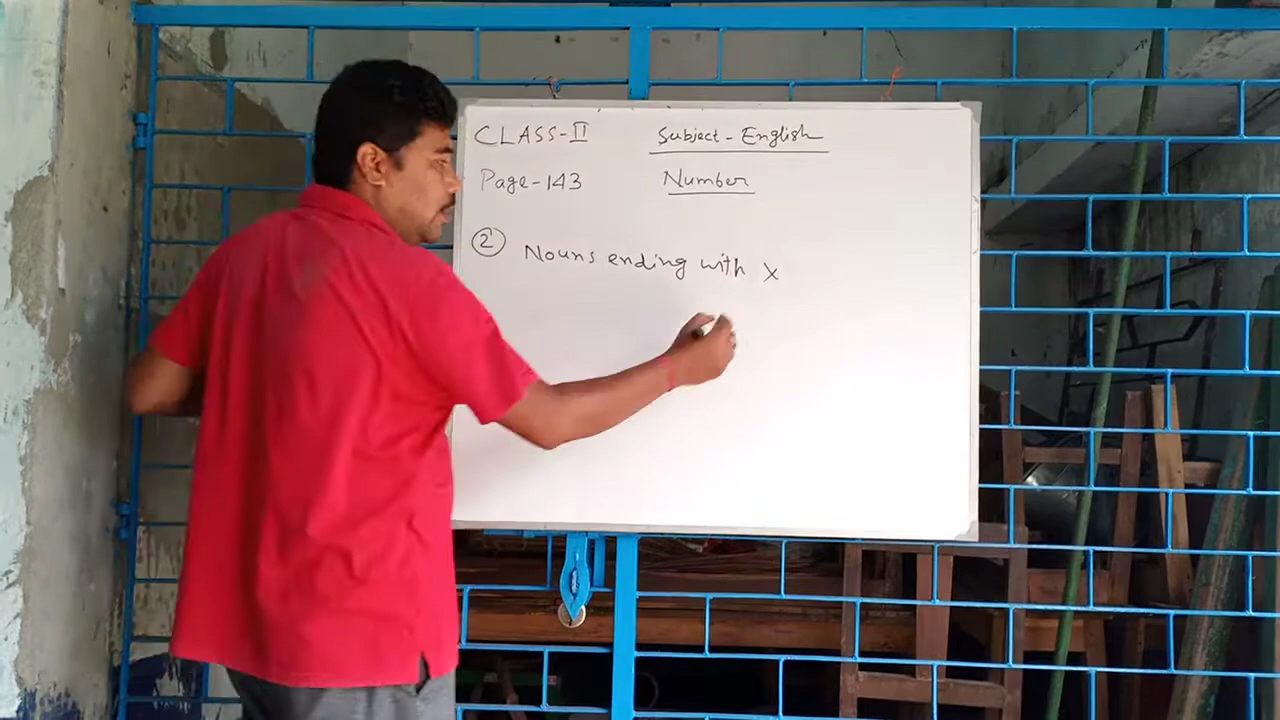 CLASS-II Subject - English
Page-143 Number
② Nouns ending with x